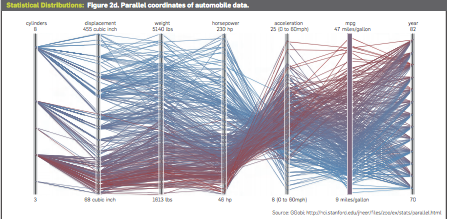 Statistical Distributions: Figure 2d. Parallel coordinates of automobile data.
cylinders displacement weight horsepower acceleration mpg year
8 455 cubic inch 5140 lbs 230 hp 25 (0 to 60mph) 47 miles/gallon 82
3 68 cubic inch 1613 lbs 46 hp 8 (0 to 60mph) 9 miles/gallon 70
Source: GGobi;